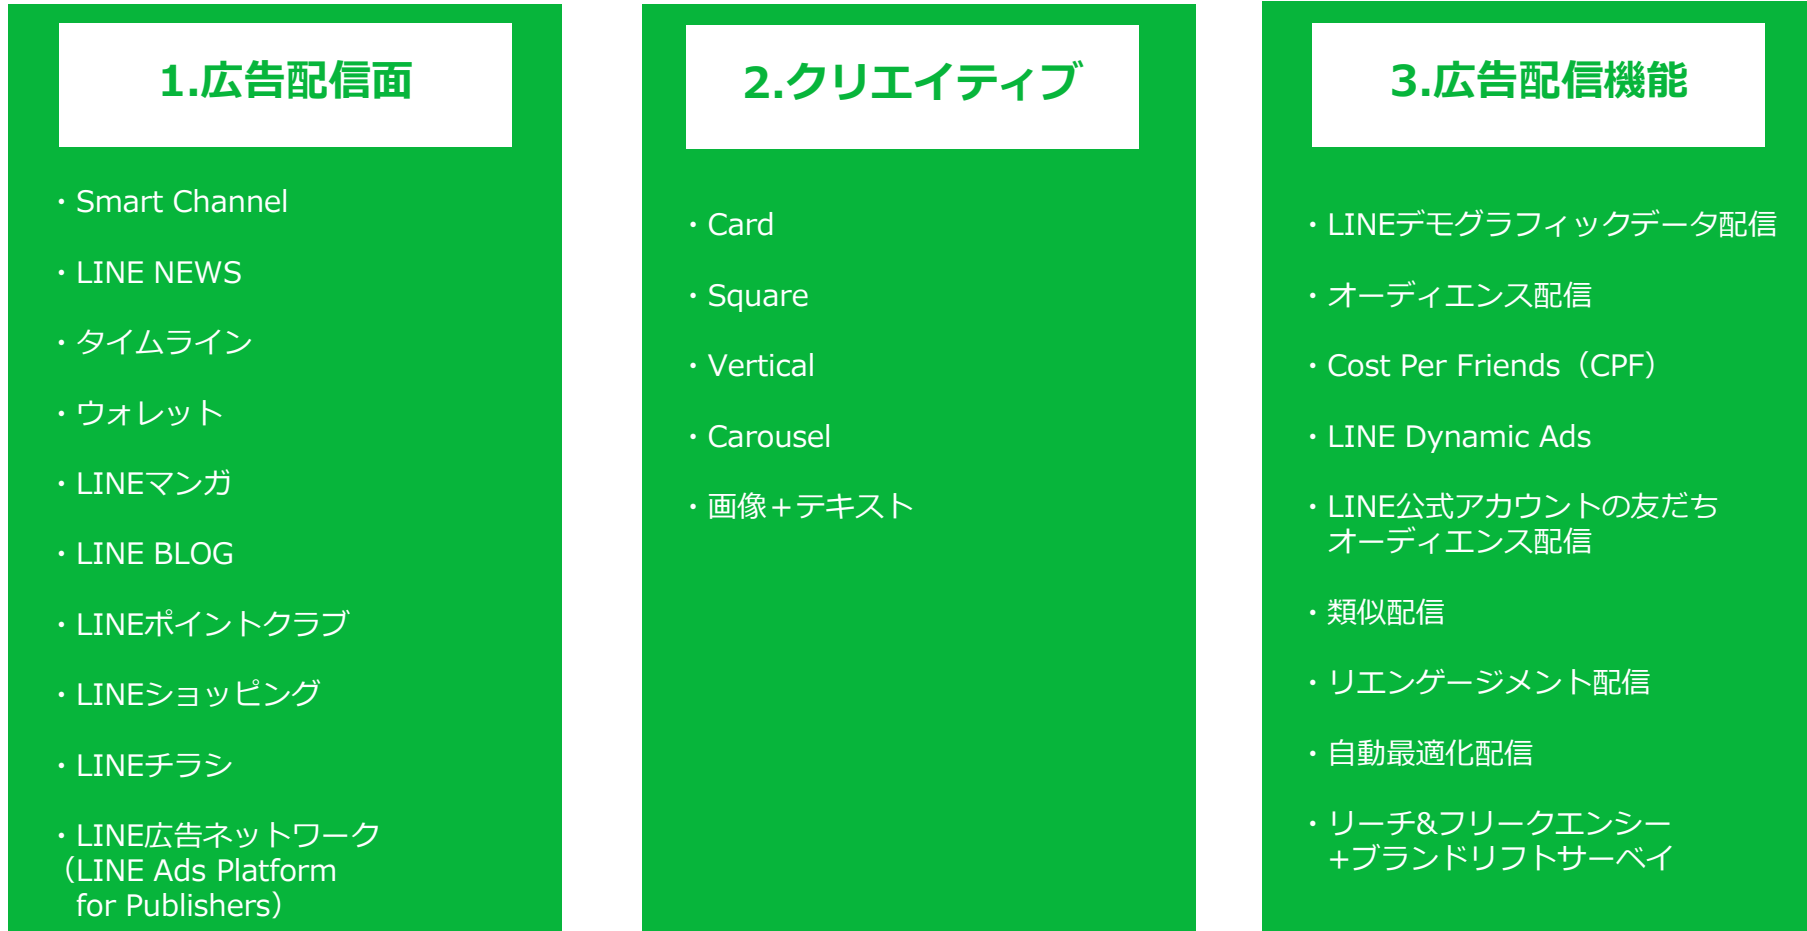 1.広告配信面
・Smart Channel
・LINE NEWS
・タイムライン
・ウォレット
・LINEマンガ
・LINE BLOG
・LINEポイントクラブ
・LINEショッピング
・LINEチラシ
・LINE広告ネットワーク
（LINE Ads Platform
for Publishers）
2.クリエイティブ
・Card
・Square
・Vertical
・Carousel
・画像＋テキスト
3.広告配信機能
・LINEデモグラフィックデータ配信
・オーディエンス配信
・Cost Per Friends（CPF）
・LINE Dynamic Ads
・LINE公式アカウントの友だち
オーディエンス配信
・類似配信
・リエンゲージメント配信
・自動最適化配信
・リーチ&フリークエンシー
+ブランドリフトサーベイ